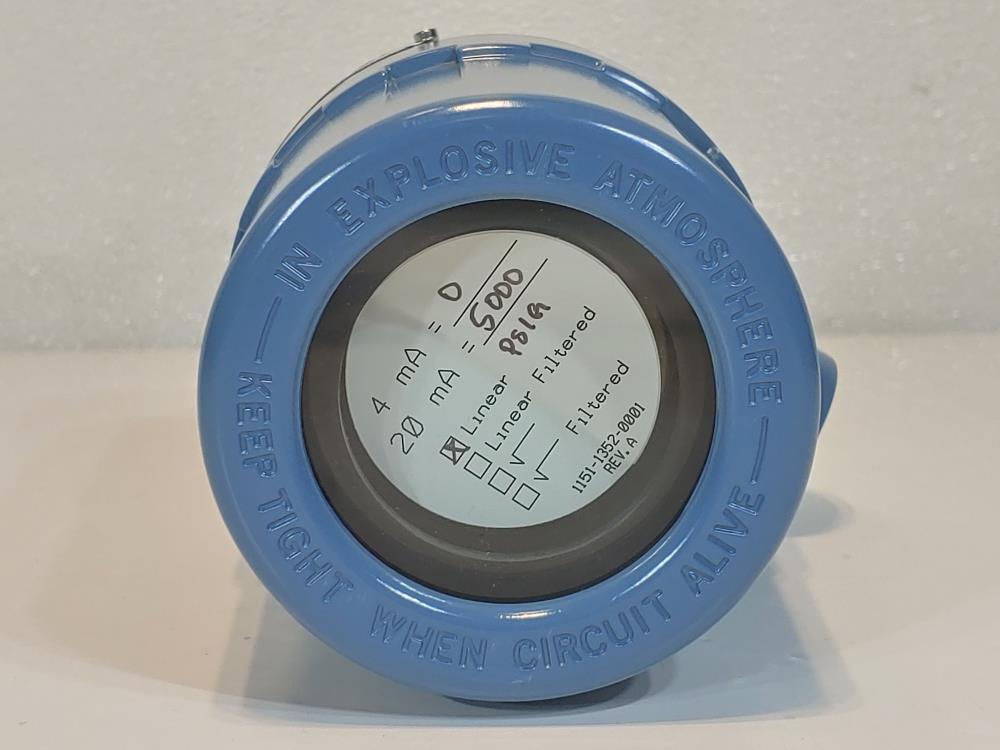 IN EXPLOSIVE ATMOSPHERE
KEEP TIGHT WHEN CIRCUIT ALIVE
4 mA = 0
20 mA = 5000
PSIG
☒ Linear
☐ Linear Filtered
☐ √
☐ √ Filtered
1151-1352-0001
REV. A